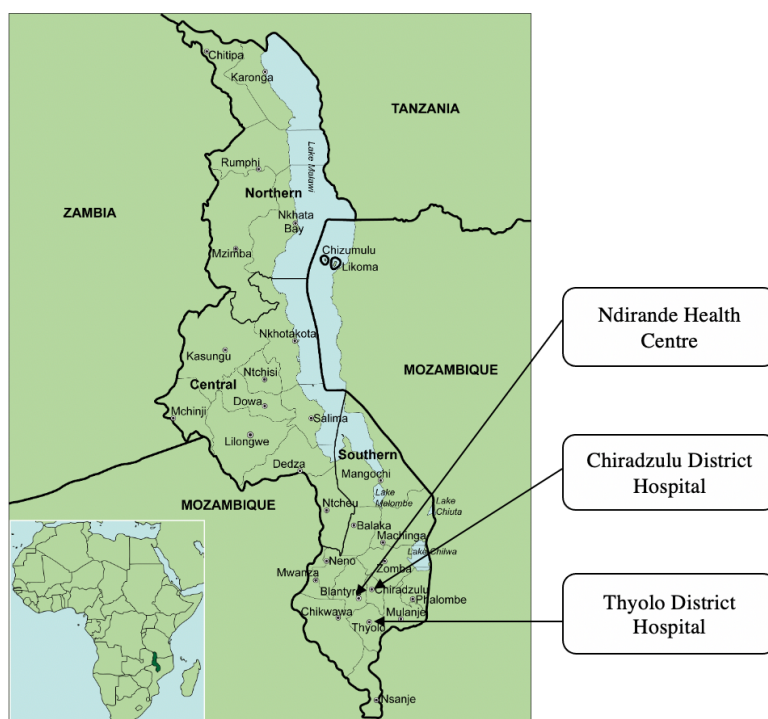 Chitipa
Karonga
TANZANIA
Lake Malawi
Rumphi
Northern
ZAMBIA
Nkhata
Bay
Mzimba
Chizumulu
Likoma
Ndirande Health
Centre
Nkhotakota
Kasungu
Ntchisi
MOZAMBIQUE
Central
Dowa
Mchinji
Salima
Lilongwe
Southern
Chiradzulu District
Hospital
Dedza
Mangochi
MOZAMBIQUE
Lake
Malombe
Lake
Chiuta
Ntcheu
Balaka
Machinga
Lake Chilwa
Neno
Zomba
Mwanza
Blantyre
Chiradzulu
Phalombe
Thyolo District
Hospital
Chikwawa
Mulanje
Thyolo
Nsanje